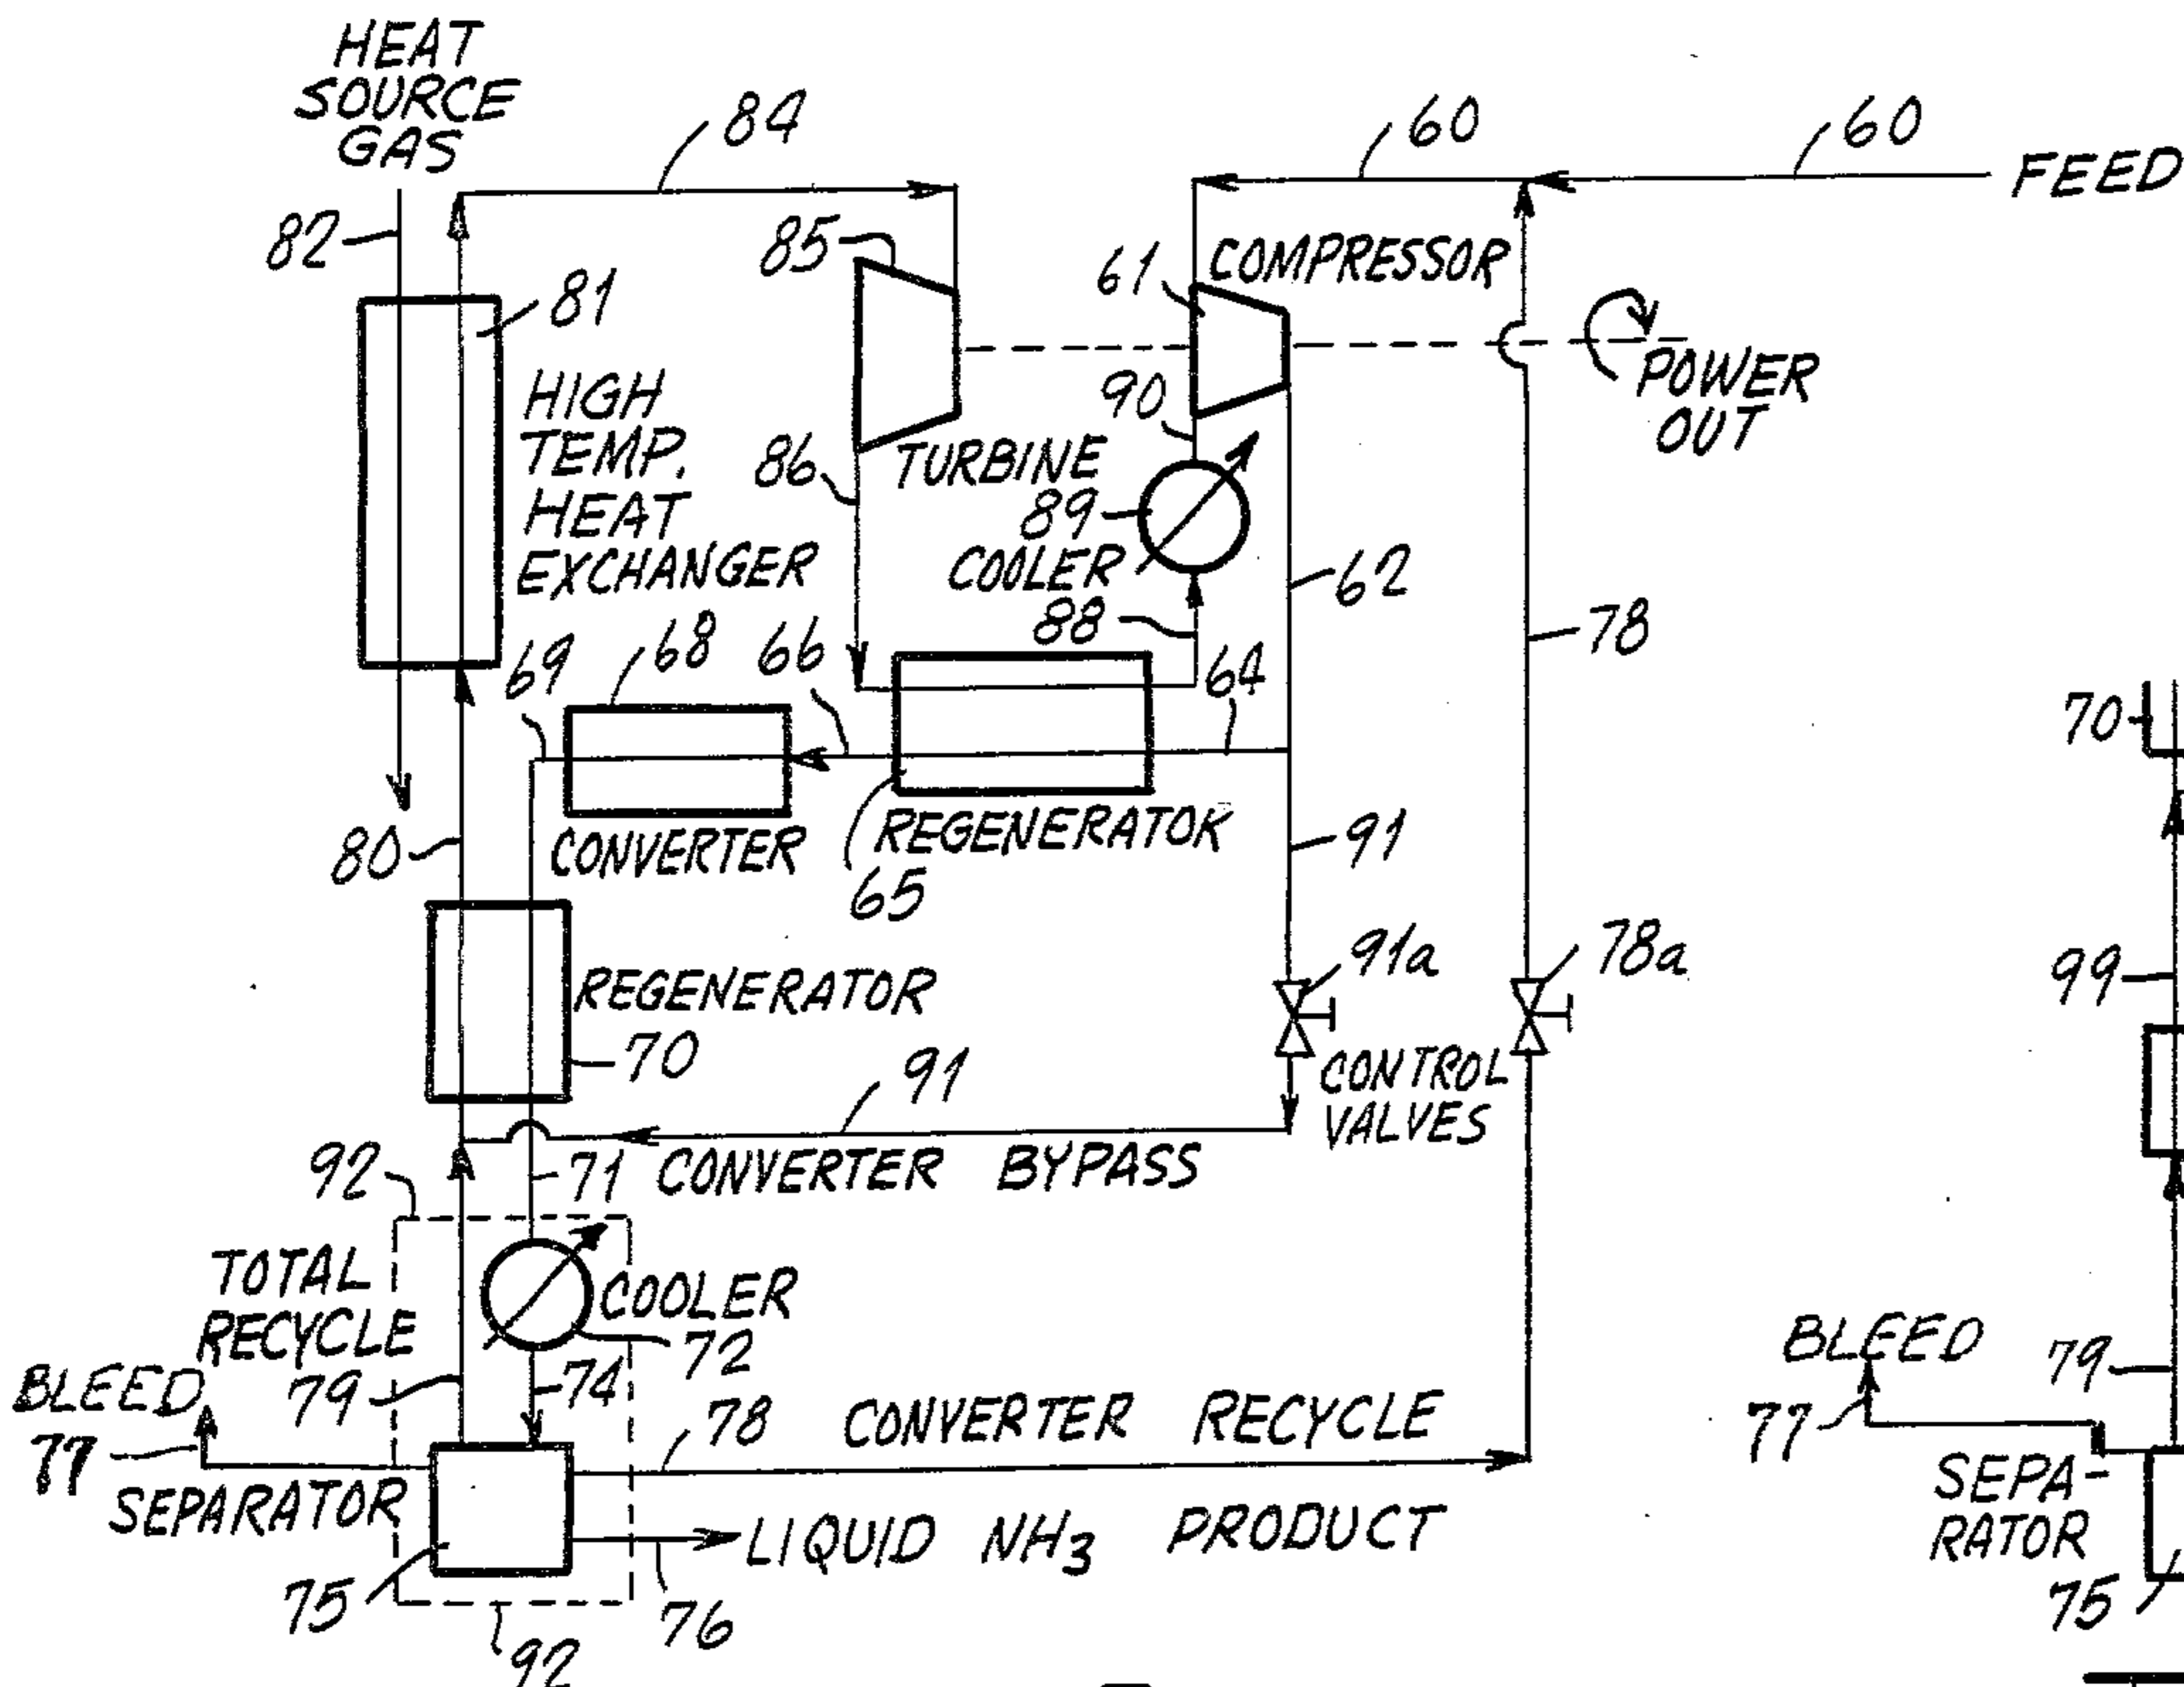 HEAT
SOURCE
GAS
84
60
60
FEED
82
85
61
COMPRESSOR
81
HIGH
TEMP.
HEAT
EXCHANGER
90
POWER
OUT
86
TURBINE
89
COOLER
62
88
78
69
68
66
64
70
80
CONVERTER
REGENERATOR
65
91
91a
78a
99
REGENERATOR
70
91
CONTROL
VALVES
92
71
CONVERTER BYPASS
TOTAL
RECYCLE
COOLER
72
BLEED
79
74
77
78
CONVERTER RECYCLE
BLEED
79
77
SEPARATOR
LIQUID NH3 PRODUCT
SEPA-
RATOR
75
76
75
92